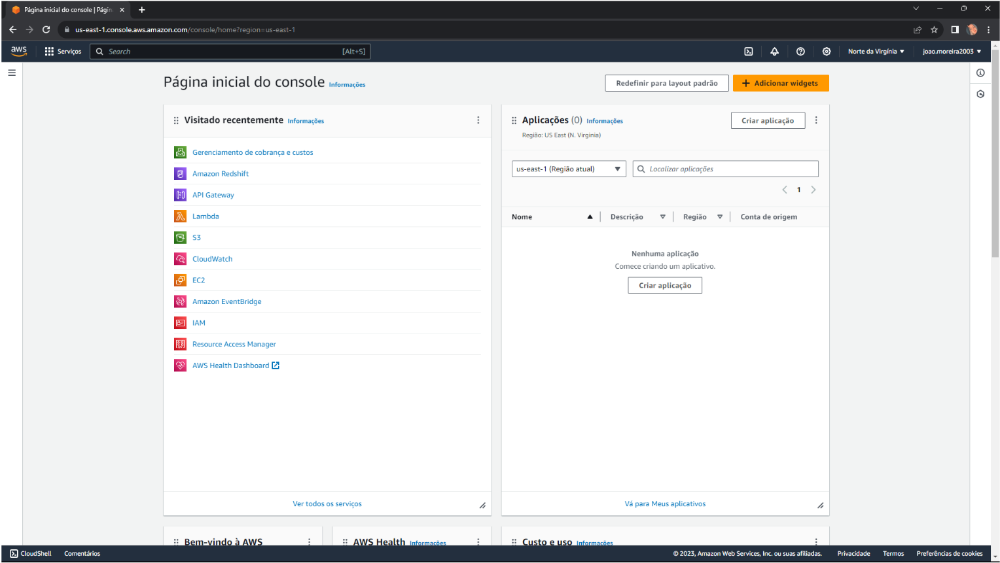 Página inicial do console | Págin
us-east-1.console.aws.amazon.com/console/home?region=us-east-1
aws
Serviços
Search
[Alt+S]
Norte da Virgínia
joao.moreira2003
Página inicial do console
Informações
Redefinir para layout padrão
Adicionar widgets
Visitado recentemente
Informações
Gerenciamento de cobrança e custos
Amazon Redshift
API Gateway
Lambda
S3
CloudWatch
EC2
Amazon EventBridge
IAM
Resource Access Manager
AWS Health Dashboard
Ver todos os serviços
Aplicações (0)
Informações
Criar aplicação
Região: US East (N. Virginia)
us-east-1 (Região atual)
Localizar aplicações
1
Nome
Descrição
Região
Conta de origem
Nenhuma aplicação
Comece criando um aplicativo.
Criar aplicação
Vá para Meus aplicativos
Bem-vindo à AWS
AWS Health
Informações
Custo e uso
Informações
CloudShell
Comentários
© 2023, Amazon Web Services, Inc. ou suas afiliadas.
Privacidade
Termos
Preferências de cookies